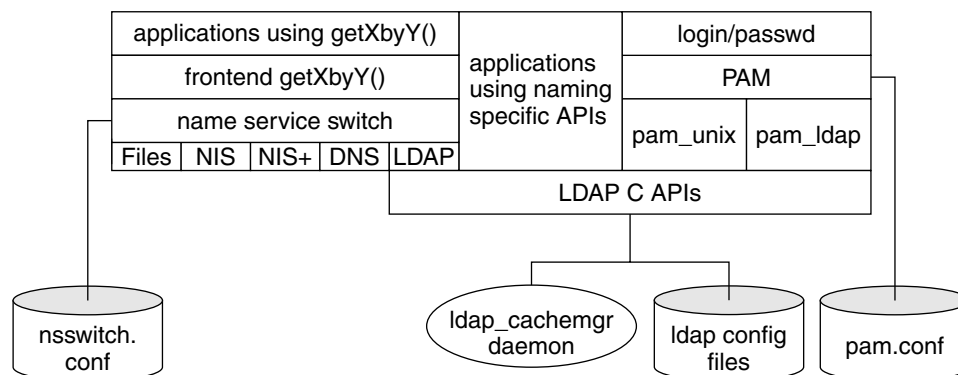 applications using getXbyY()
frontend getXbyY()
name service switch
Files NIS NIS+ DNS LDAP
applications
using naming
specific APIs
login/passwd
PAM
pam_unix pam_ldap
LDAP C APIs
nsswitch.
conf
ldap_cachemgr
daemon
ldap config
files
pam.conf